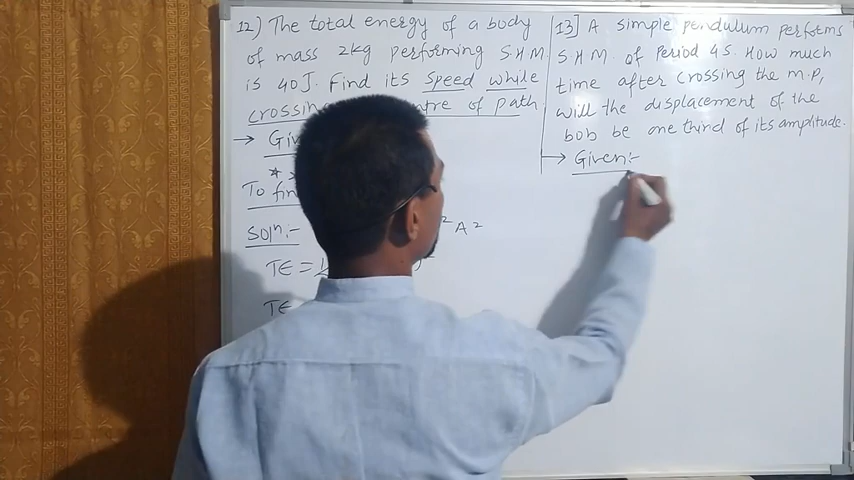 12) The total energy of a body
of mass 2kg performing S.H.M.
is 40J. Find its speed while
crossing centre of path.
→ Giv
To fin
Soln:-
² A²
TE =
TE
13] A simple pendulum performs
S.H.M. of Period 4S. How much
time after crossing the m.p,
will the displacement of the
bob be one third of its amplitude.
→ Given:-